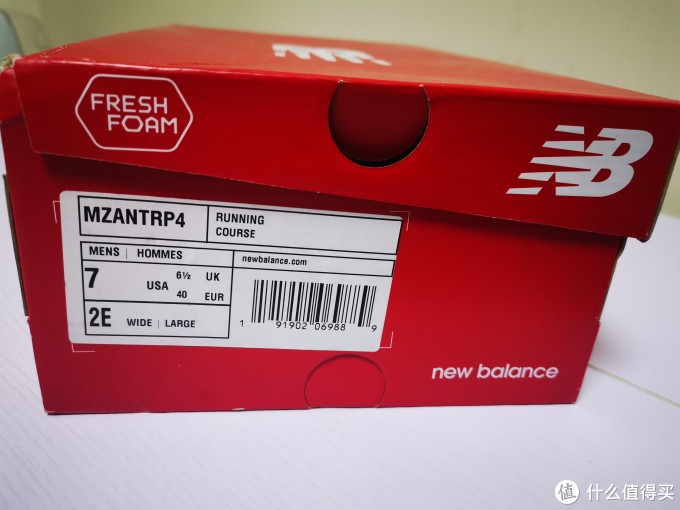 FRESH
FOAM
NB
MZANTRP4
RUNNING
COURSE
MENS | HOMMES
newbalance.com
7 USA 6½ UK
40 EUR
2E WIDE | LARGE
1 91902 06988 9
new balance
值 什么值得买